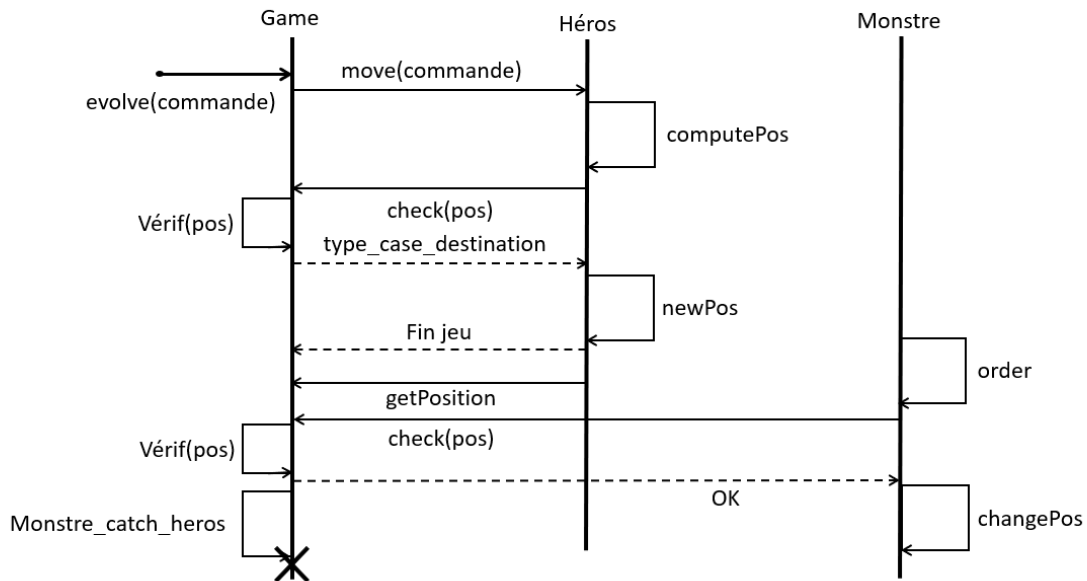 Game
Héros
Monstre
move(commande)
evolve(commande)
computePos
check(pos)
Vérif(pos)
type_case_destination
newPos
Fin jeu
order
getPosition
check(pos)
Vérif(pos)
OK
Monstre_catch_heros
changePos